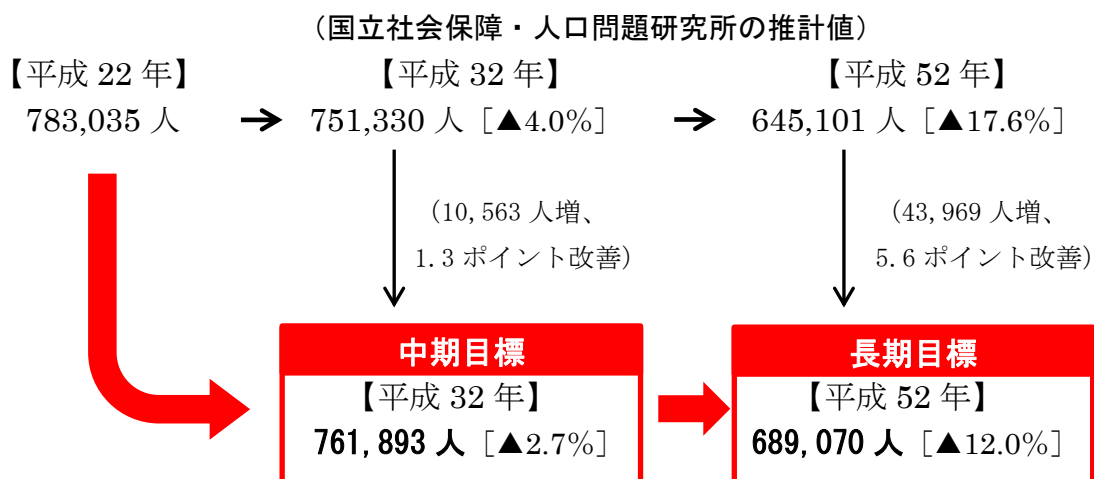 （国立社会保障・人口問題研究所の推計値）
【平成 22 年】 【平成 32 年】 【平成 52 年】
783,035 人 → 751,330 人［▲4.0%］ → 645,101 人［▲17.6%］
（10,563 人増、 （43,969 人増、
1.3 ポイント改善） 5.6 ポイント改善）
中期目標 長期目標
【平成 32 年】 【平成 52 年】
761,893 人［▲2.7%］ 689,070 人［▲12.0%］